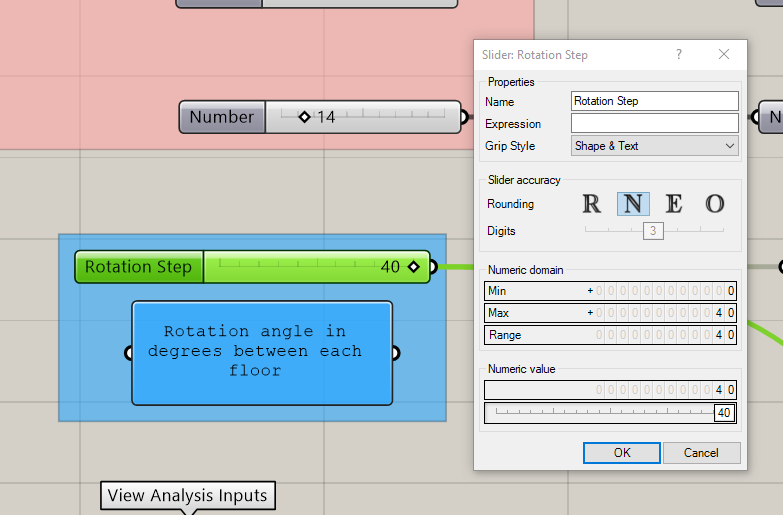 Number
14
N
Rotation Step
40
Rotation angle in
degrees between each
floor
View Analysis Inputs
Slider: Rotation Step
?
Properties
Name
Rotation Step
Expression
Grip Style
Shape & Text
Slider accuracy
Rounding
R N E O
Digits
3
Numeric domain
Min + 0 0 0 0 0 0 0 0 0 0 0 0
Max + 0 0 0 0 0 0 0 0 0 0 4 0
Range 0 0 0 0 0 0 0 0 0 0 4 0
Numeric value
0 0 0 0 0 0 0 0 0 0 4 0
40
OK
Cancel